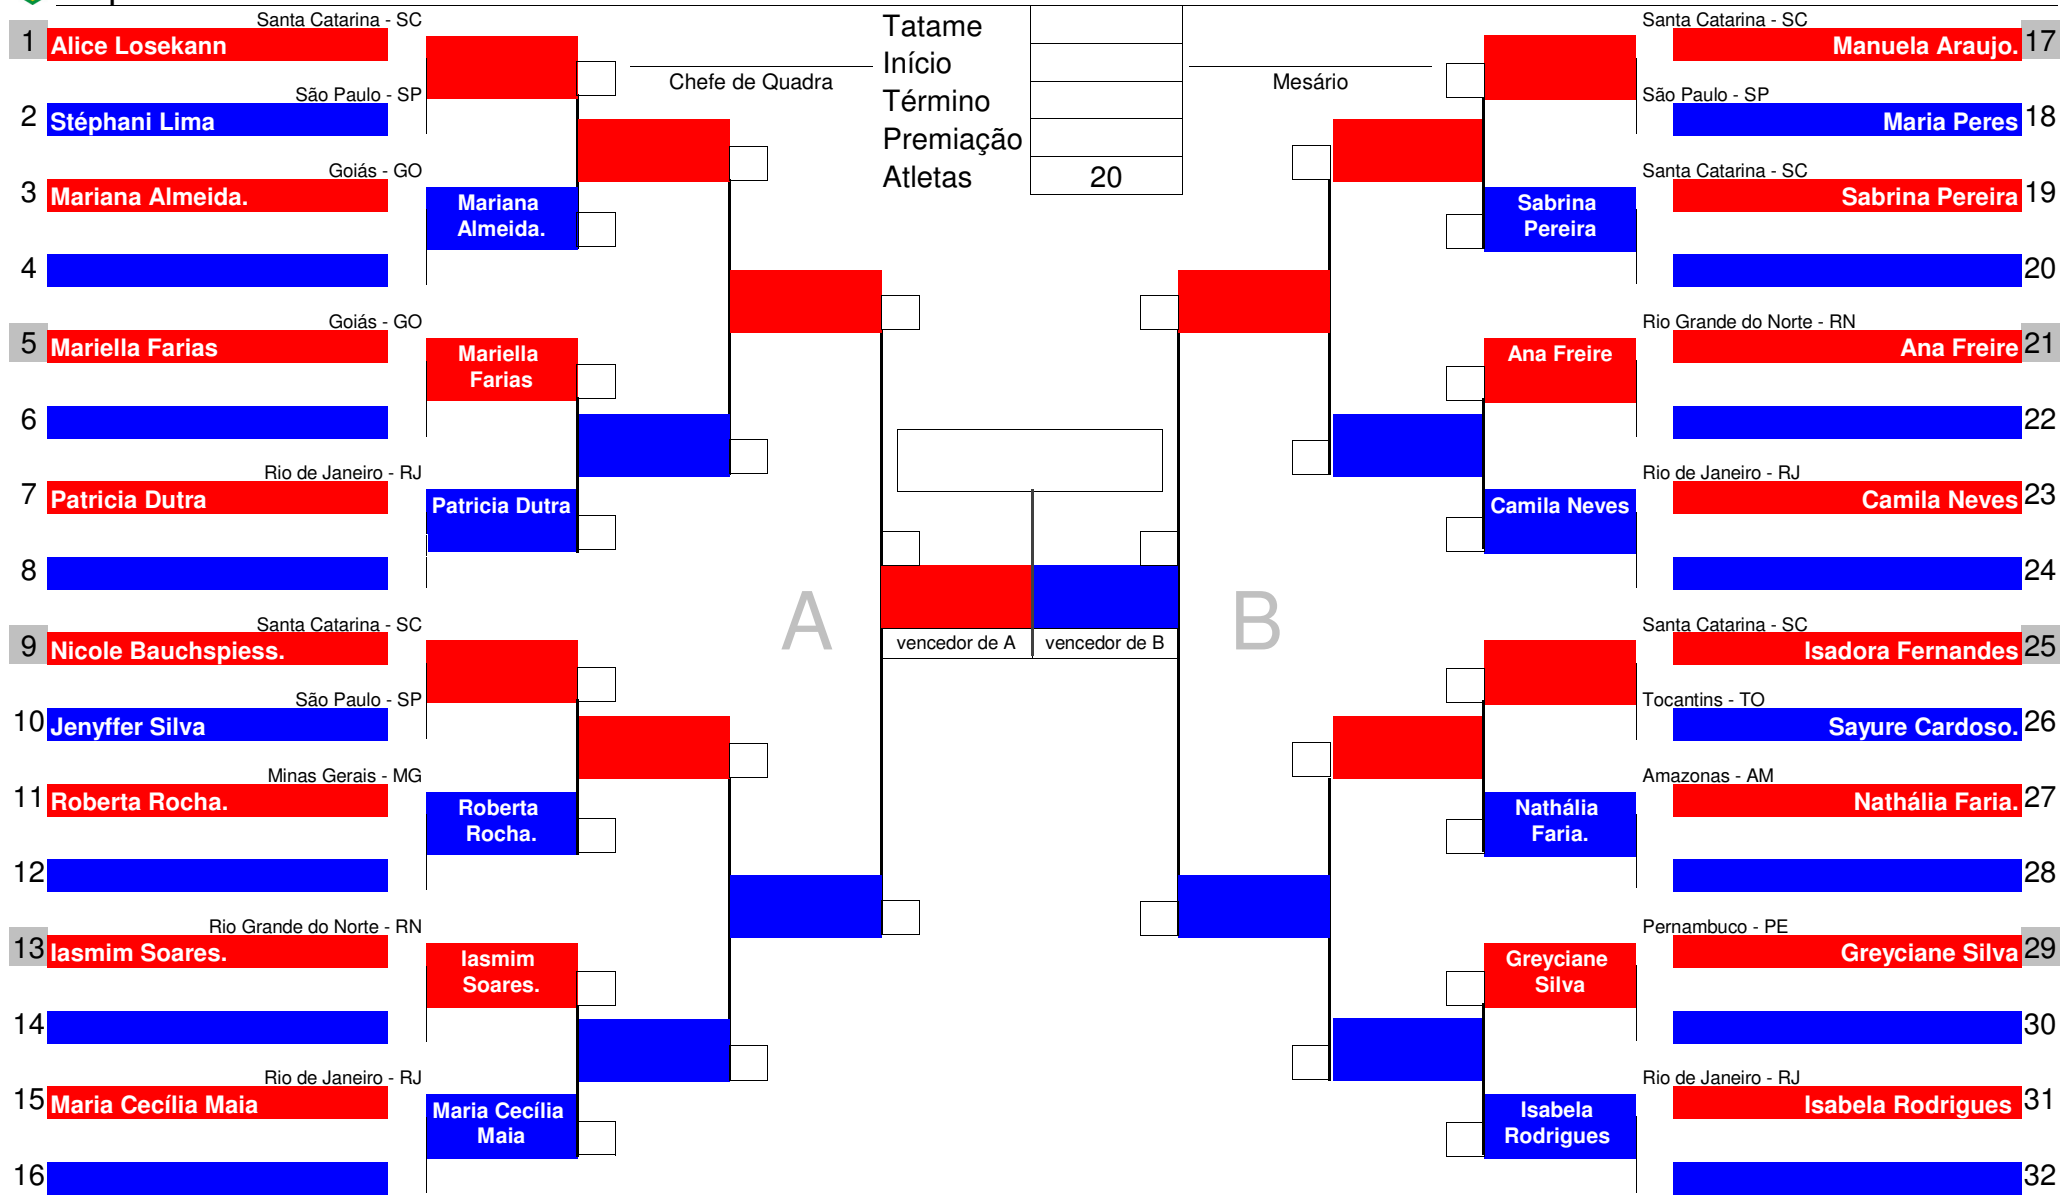 Tatame
Início
Término
Premiação
Atletas 20
Chefe de Quadra
Mesário
Santa Catarina - SC
1 Alice Losekann
São Paulo - SP
2 Stéphani Lima
Goiás - GO
3 Mariana Almeida.
4
Mariana
Almeida.
Goiás - GO
5 Mariella Farias
6
Mariella
Farias
Rio de Janeiro - RJ
7 Patricia Dutra
8
Patricia Dutra
Santa Catarina - SC
9 Nicole Bauchspiess.
São Paulo - SP
10 Jenyffer Silva
Minas Gerais - MG
11 Roberta Rocha.
12
Roberta
Rocha.
Rio Grande do Norte - RN
13 Iasmim Soares.
14
Iasmim
Soares.
Rio de Janeiro - RJ
15 Maria Cecília Maia
16
Maria Cecília
Maia
A
vencedor de A
vencedor de B
B
Santa Catarina - SC
Manuela Araujo. 17
São Paulo - SP
Maria Peres 18
Santa Catarina - SC
Sabrina Pereira 19
20
Sabrina
Pereira
Rio Grande do Norte - RN
Ana Freire 21
22
Ana Freire
Rio de Janeiro - RJ
Camila Neves 23
24
Camila Neves
Santa Catarina - SC
Isadora Fernandes 25
Tocantins - TO
Sayure Cardoso. 26
Amazonas - AM
Nathália Faria. 27
28
Nathália
Faria.
Pernambuco - PE
Greyciane Silva 29
30
Greyciane
Silva
Rio de Janeiro - RJ
Isabela Rodrigues 31
32
Isabela
Rodrigues